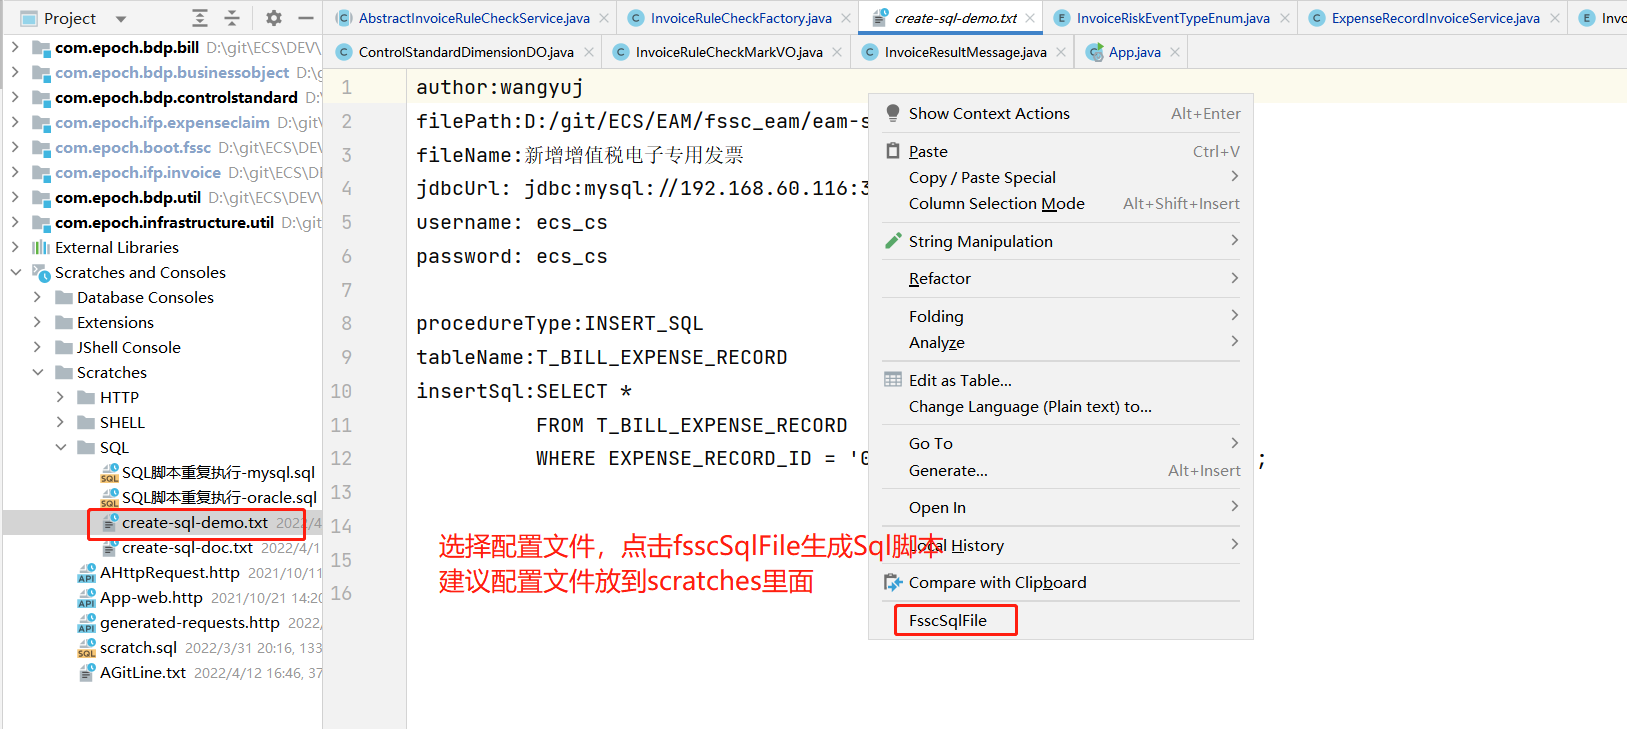 Project
AbstractInvoiceRuleCheckService.java
InvoiceRuleCheckFactory.java
create-sql-demo.txt
InvoiceRiskEventTypeEnum.java
ExpenseRecordInvoiceService.java
Inv
ControlStandardDimensionDO.java
InvoiceRuleCheckMarkVO.java
InvoiceResultMessage.java
App.java
com.epoch.bdp.bill D:\git\ECS\DEV\
com.epoch.bdp.businessobject D:\g
com.epoch.bdp.controlstandard D:
com.epoch.ifp.expenseclaim D:\git
com.epoch.boot.fssc D:\git\ECS\DEV
com.epoch.ifp.invoice D:\git\ECS\DE
com.epoch.bdp.util D:\git\ECS\DEV\
com.epoch.infrastructure.util D:\git
External Libraries
Scratches and Consoles
Database Consoles
Extensions
JShell Console
Scratches
HTTP
SHELL
SQL
SQL脚本重复执行-mysql.sql
SQL脚本重复执行-oracle.sql
create-sql-demo.txt 2022/4
create-sql-doc.txt 2022/4/1
AHttpRequest.http 2021/10/11
App-web.http 2021/10/21 14:20
generated-requests.http 2022/
scratch.sql 2022/3/31 20:16, 133
AGitLine.txt 2022/4/12 16:46, 37
1 author:wangyuj
2 filePath:D:/git/ECS/EAM/fssc_eam/eam-s
3 fileName:新增增值税电子专用发票
4 jdbcUrl: jdbc:mysql://192.168.60.116:3
5 username: ecs_cs
6 password: ecs_cs
7
8 procedureType:INSERT_SQL
9 tableName:T_BILL_EXPENSE_RECORD
10 insertSql:SELECT *
11 FROM T_BILL_EXPENSE_RECORD
12 WHERE EXPENSE_RECORD_ID = '0 ;
13
14
15
16
选择配置文件，点击fsscSqlFile生成Sql脚本
建议配置文件放到scratches里面
Show Context Actions Alt+Enter
Paste Ctrl+V
Copy / Paste Special
Column Selection Mode Alt+Shift+Insert
String Manipulation
Refactor
Folding
Analyze
Edit as Table...
Change Language (Plain text) to...
Go To
Generate... Alt+Insert
Open In
Local History
Compare with Clipboard
FsscSqlFile